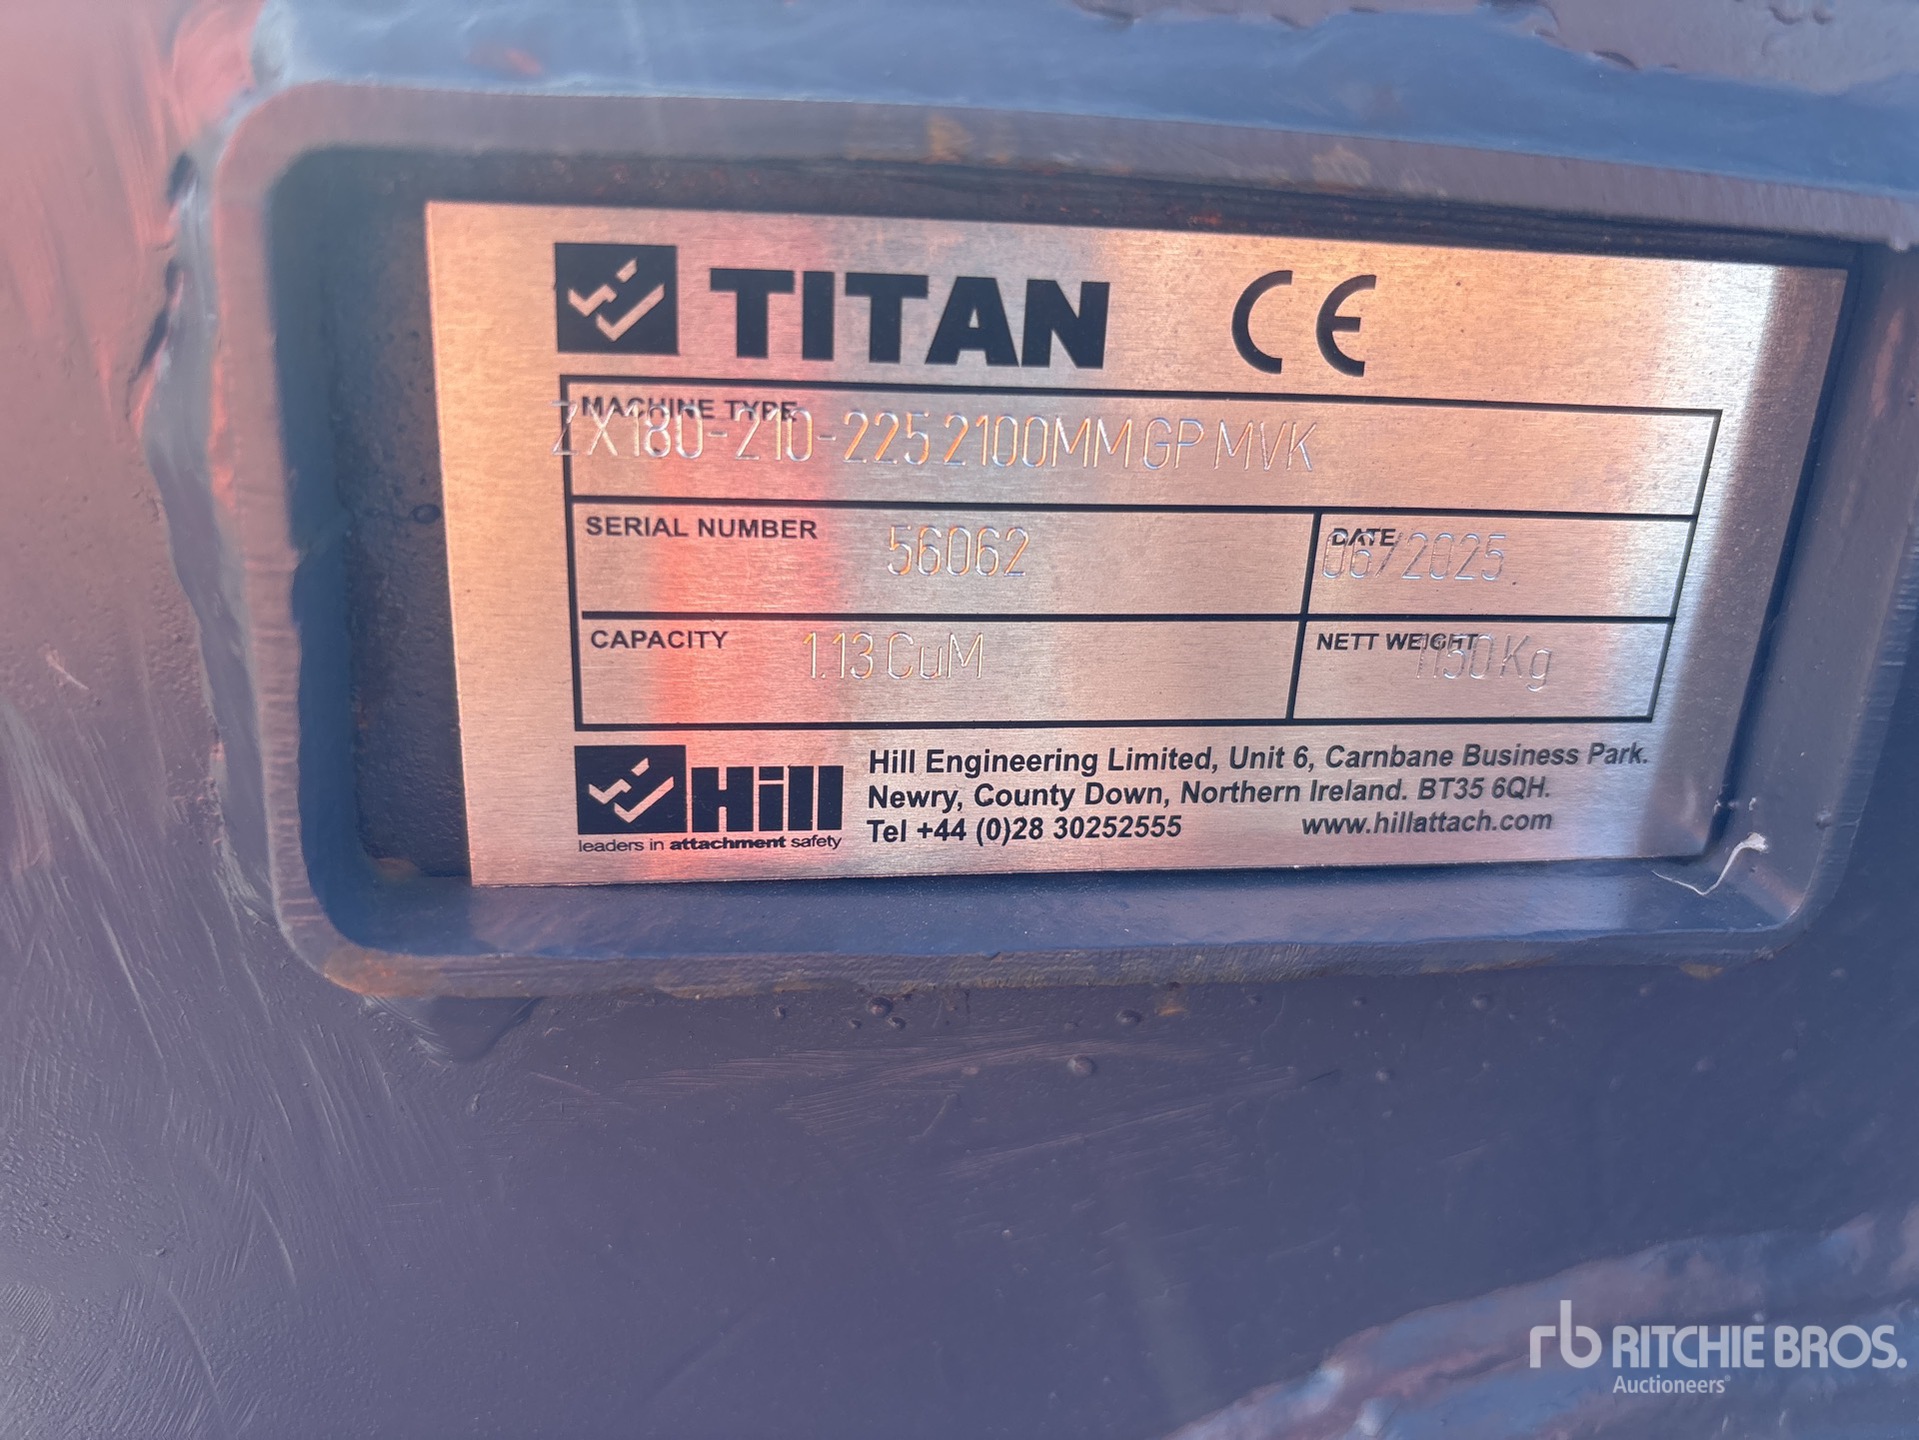 TITAN CE
MACHINE TYPE
ZX180-210-225 2100MM GP MVK
SERIAL NUMBER 56062 DATE 06/2025
CAPACITY 1.13 CuM NETT WEIGHT 1150Kg
Hill
leaders in attachment safety
Hill Engineering Limited, Unit 6, Carnbane Business Park.
Newry, County Down, Northern Ireland. BT35 6QH.
Tel +44 (0)28 30252555 www.hillattach.com
rb RITCHIE BROS.
Auctioneers